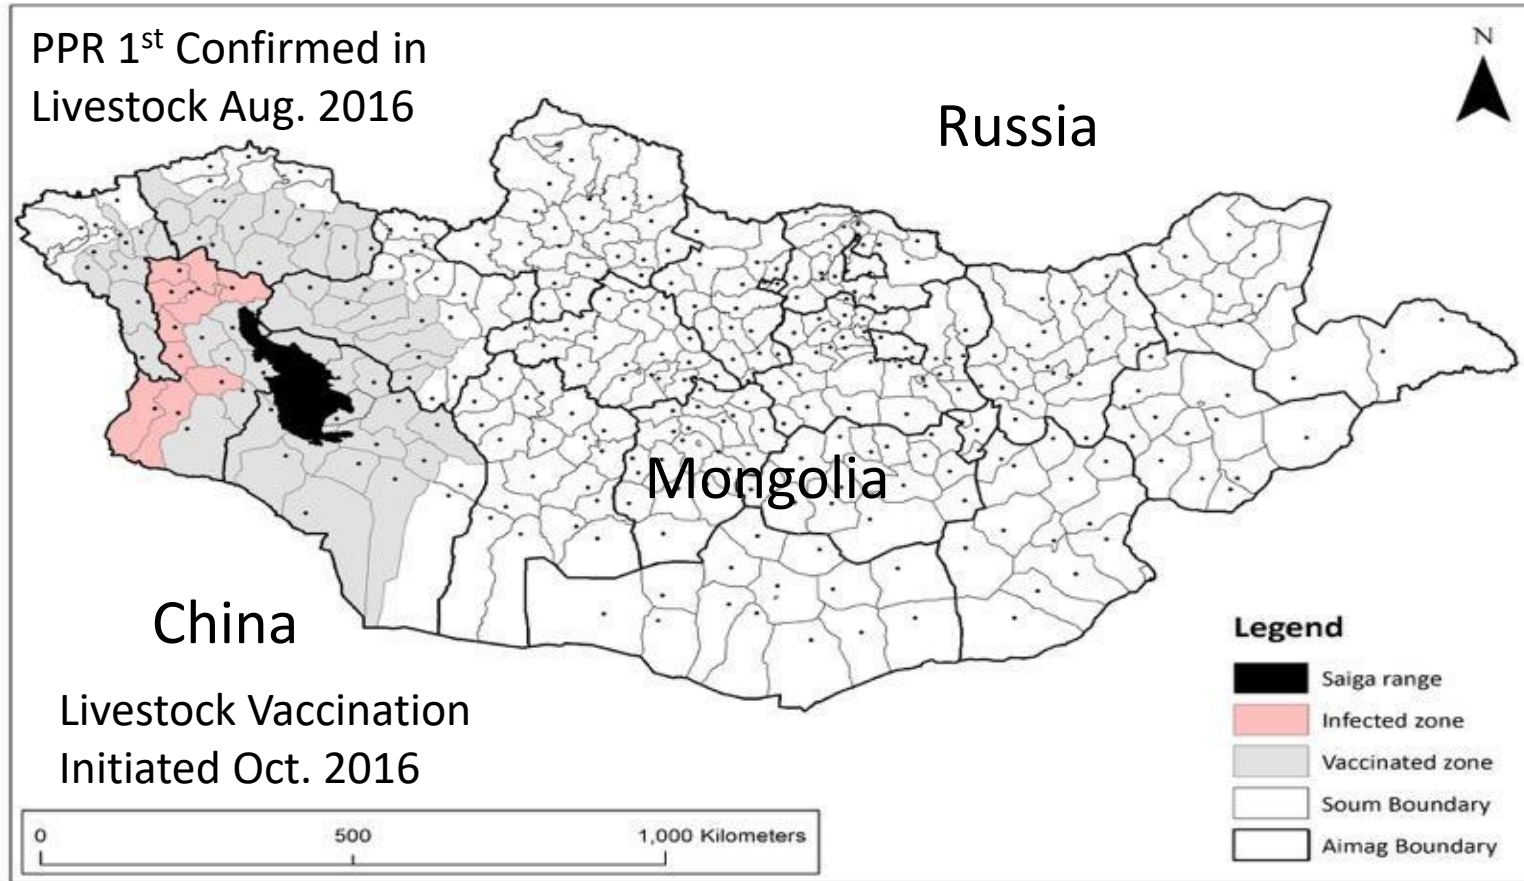 PPR 1st Confirmed in
Livestock Aug. 2016
N
Russia
Mongolia
China
Livestock Vaccination
Initiated Oct. 2016
0 500 1,000 Kilometers
Legend
Saiga range
Infected zone
Vaccinated zone
Soum Boundary
Aimag Boundary